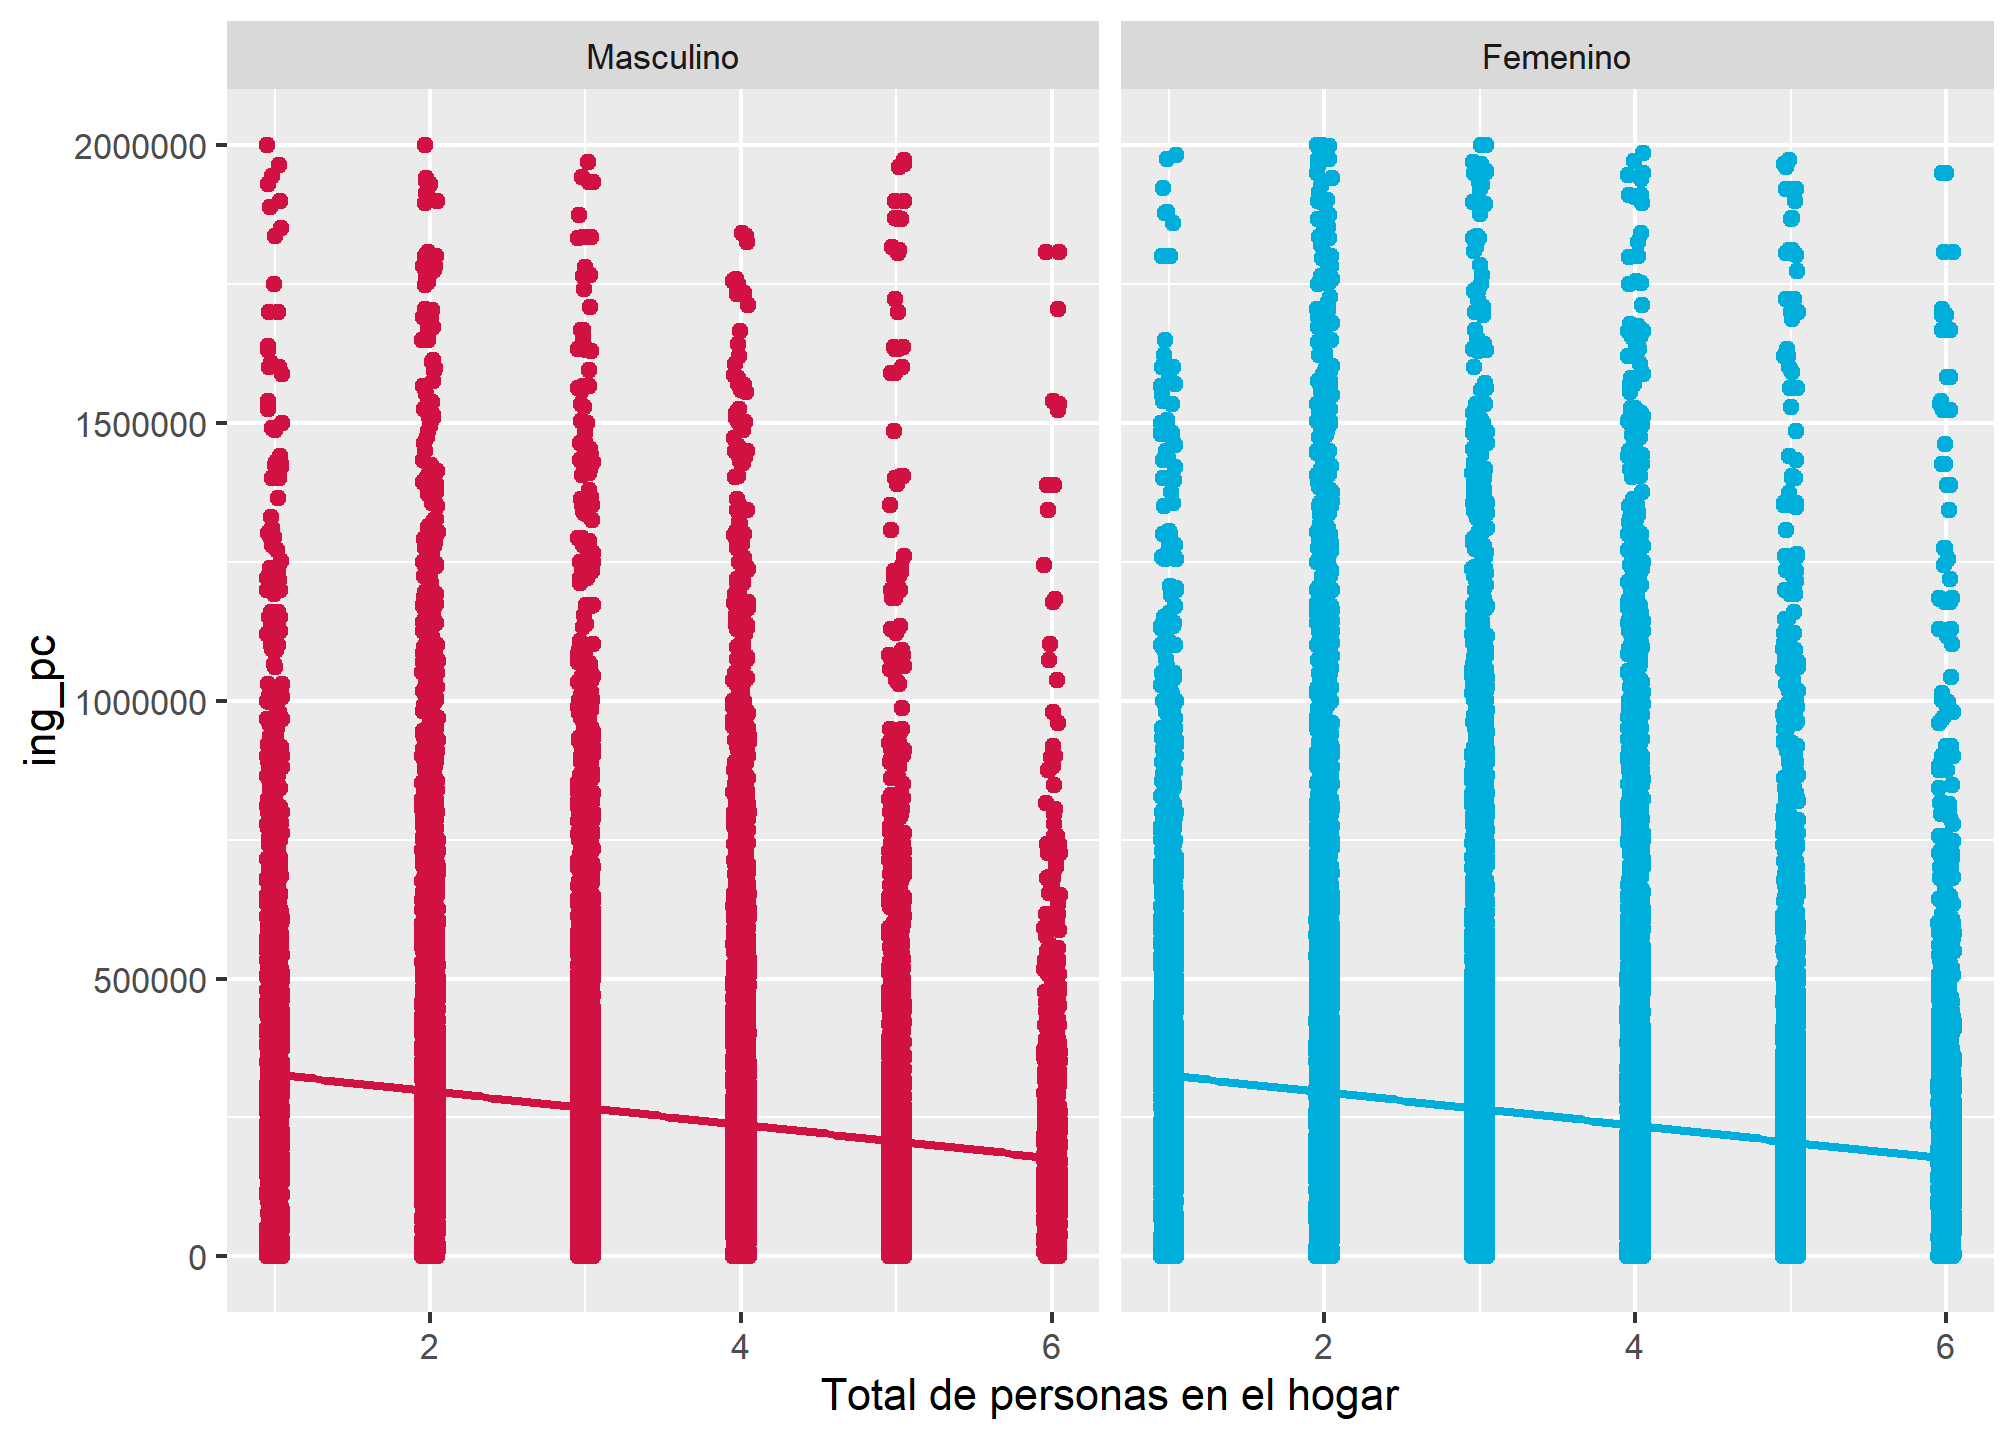 Masculino
Femenino
2000000
1500000
1000000
500000
0
ing_pc
2 4 6
2 4 6
Total de personas en el hogar